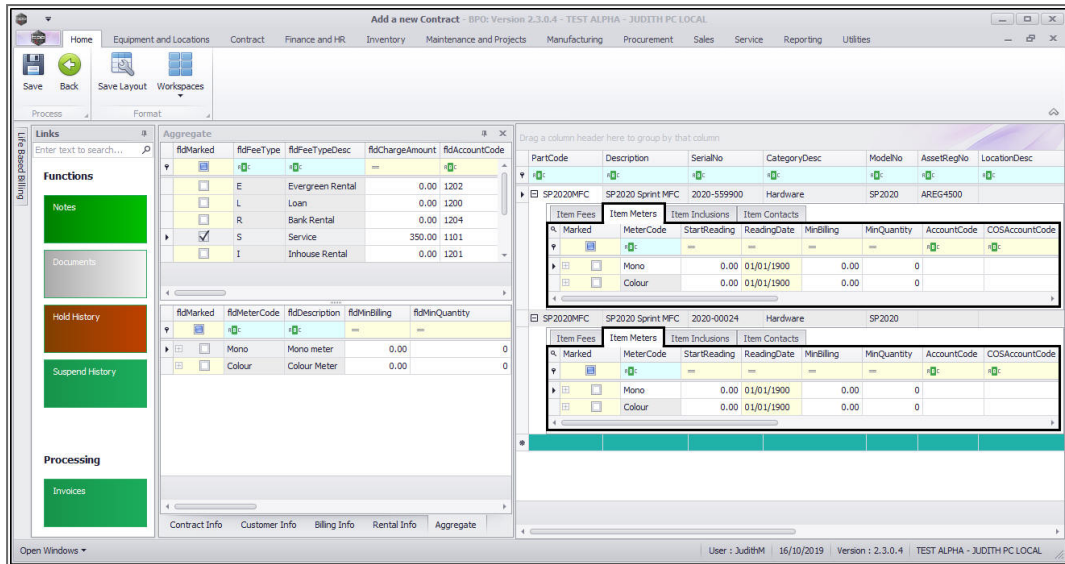 Add a new Contract - BPO: Version 2.3.0.4 - TEST ALPHA - JUDITH PC LOCAL
Home Equipment and Locations Contract Finance and HR Inventory Maintenance and Projects Manufacturing Procurement Sales Service Reporting Utilities
Save Back Save Layout Workspaces
Process Format
Life Based Billing
Links
Enter text to search...
Functions
Notes
Documents
Hold History
Suspend History
Processing
Invoices
Aggregate
fldMarked fldFeeType fldFeeTypeDesc fldChargeAmount fldAccountCode
E Evergreen Rental 0.00 1202
L Loan 0.00 1200
R Bank Rental 0.00 1204
S Service 350.00 1101
I Inhouse Rental 0.00 1201
fldMarked fldMeterCode fldDescription fldMinBilling fldMinQuantity
Mono Mono meter 0.00 0
Colour Colour Meter 0.00 0
Contract Info Customer Info Billing Info Rental Info Aggregate
Drag a column header here to group by that column
PartCode Description SerialNo CategoryDesc ModelNo AssetRegNo LocationDesc
SP2020MFC SP2020 Sprint MFC 2020-559900 Hardware SP2020 AREG4500
Item Fees Item Meters Item Inclusions Item Contacts
Marked MeterCode StartReading ReadingDate MinBilling MinQuantity AccountCode COSAccountCode
Mono 0.00 01/01/1900 0.00 0
Colour 0.00 01/01/1900 0.00 0
SP2020MFC SP2020 Sprint MFC 2020-00024 Hardware SP2020
Item Fees Item Meters Item Inclusions Item Contacts
Marked MeterCode StartReading ReadingDate MinBilling MinQuantity AccountCode COSAccountCode
Mono 0.00 01/01/1900 0.00 0
Colour 0.00 01/01/1900 0.00 0
Open Windows User : JudithM 16/10/2019 Version : 2.3.0.4 TEST ALPHA - JUDITH PC LOCAL